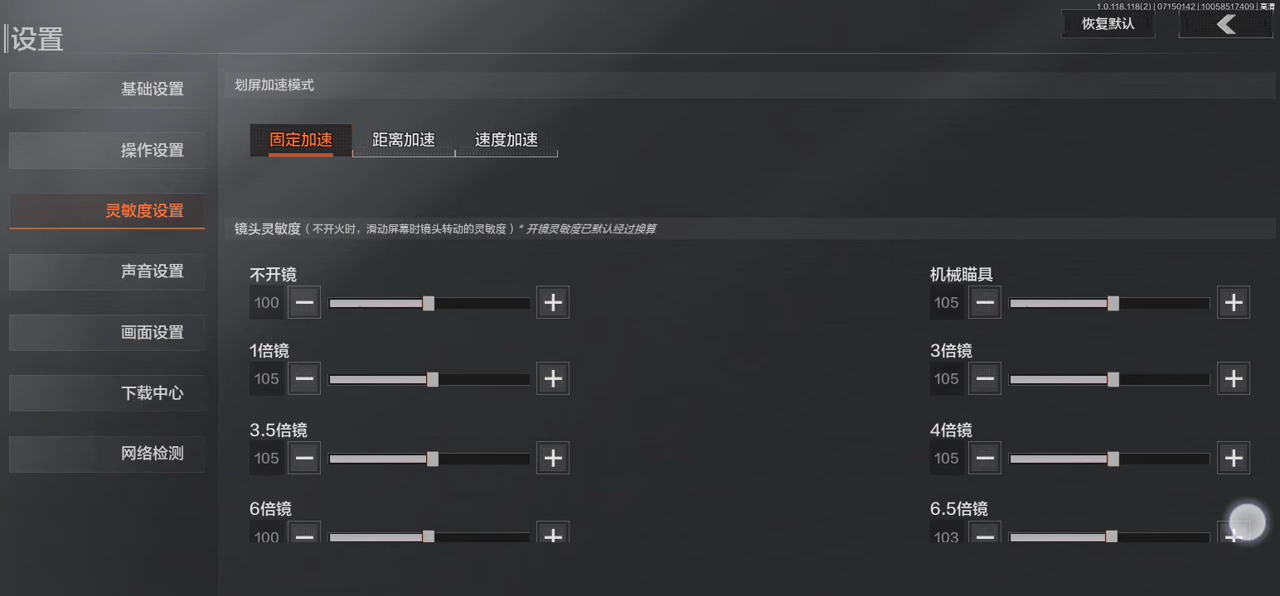 1.0.118.118(2) | 07150142 | 10058517409 | 高清
设置
恢复默认
基础设置
操作设置
灵敏度设置
声音设置
画面设置
下载中心
网络检测
划屏加速模式
固定加速 距离加速 速度加速
镜头灵敏度（不开火时，滑动屏幕时镜头转动的灵敏度）* 开镜灵敏度已默认经过换算
不开镜 机械瞄具
100 105
1倍镜 3倍镜
105 105
3.5倍镜 4倍镜
105 105
6倍镜 6.5倍镜
100 103